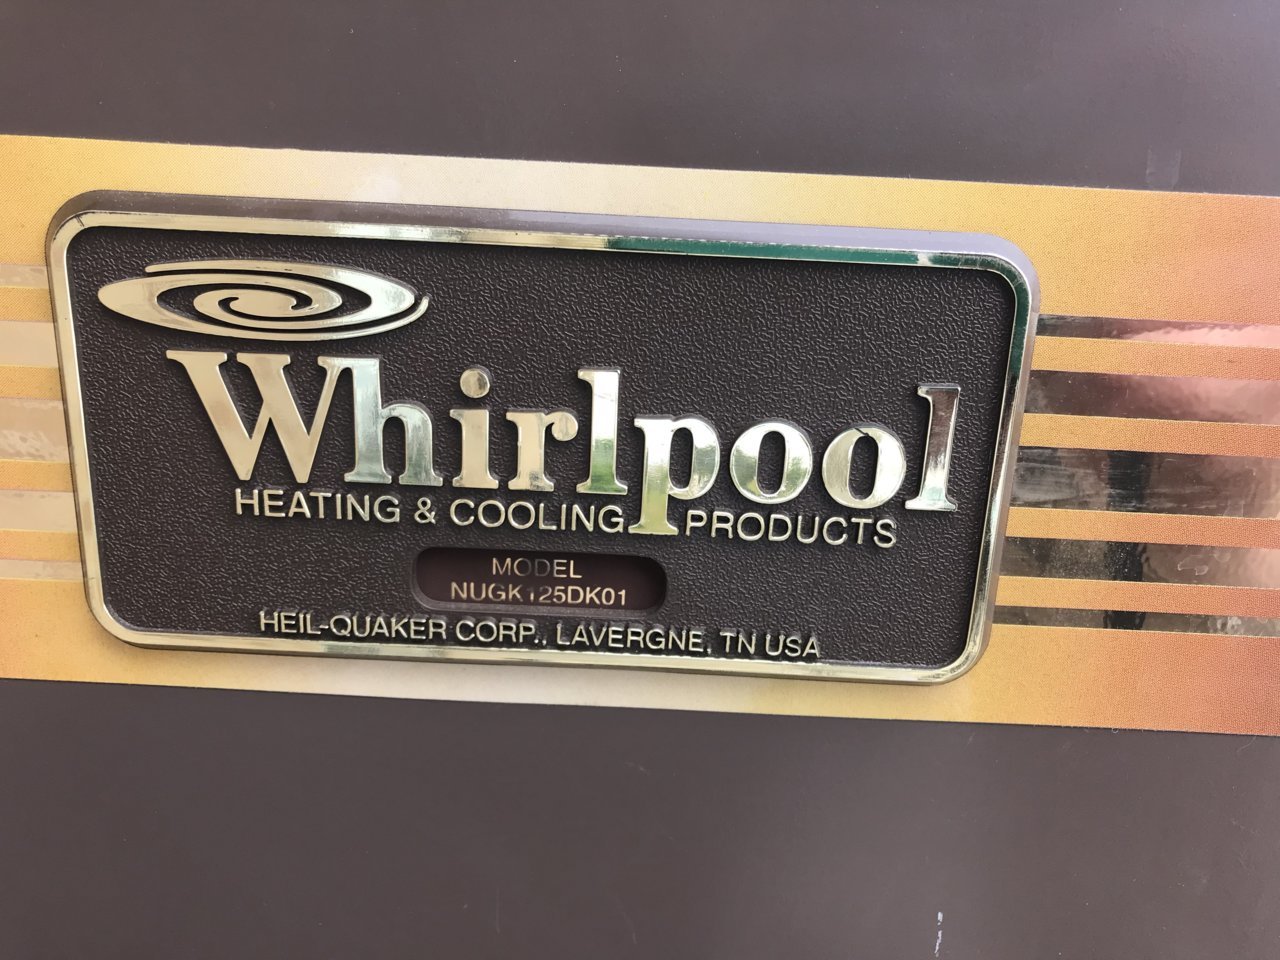 Whirlpool
HEATING & COOLING PRODUCTS
MODEL
NUGK125DK01
HEIL-QUAKER CORP., LAVERGNE, TN USA